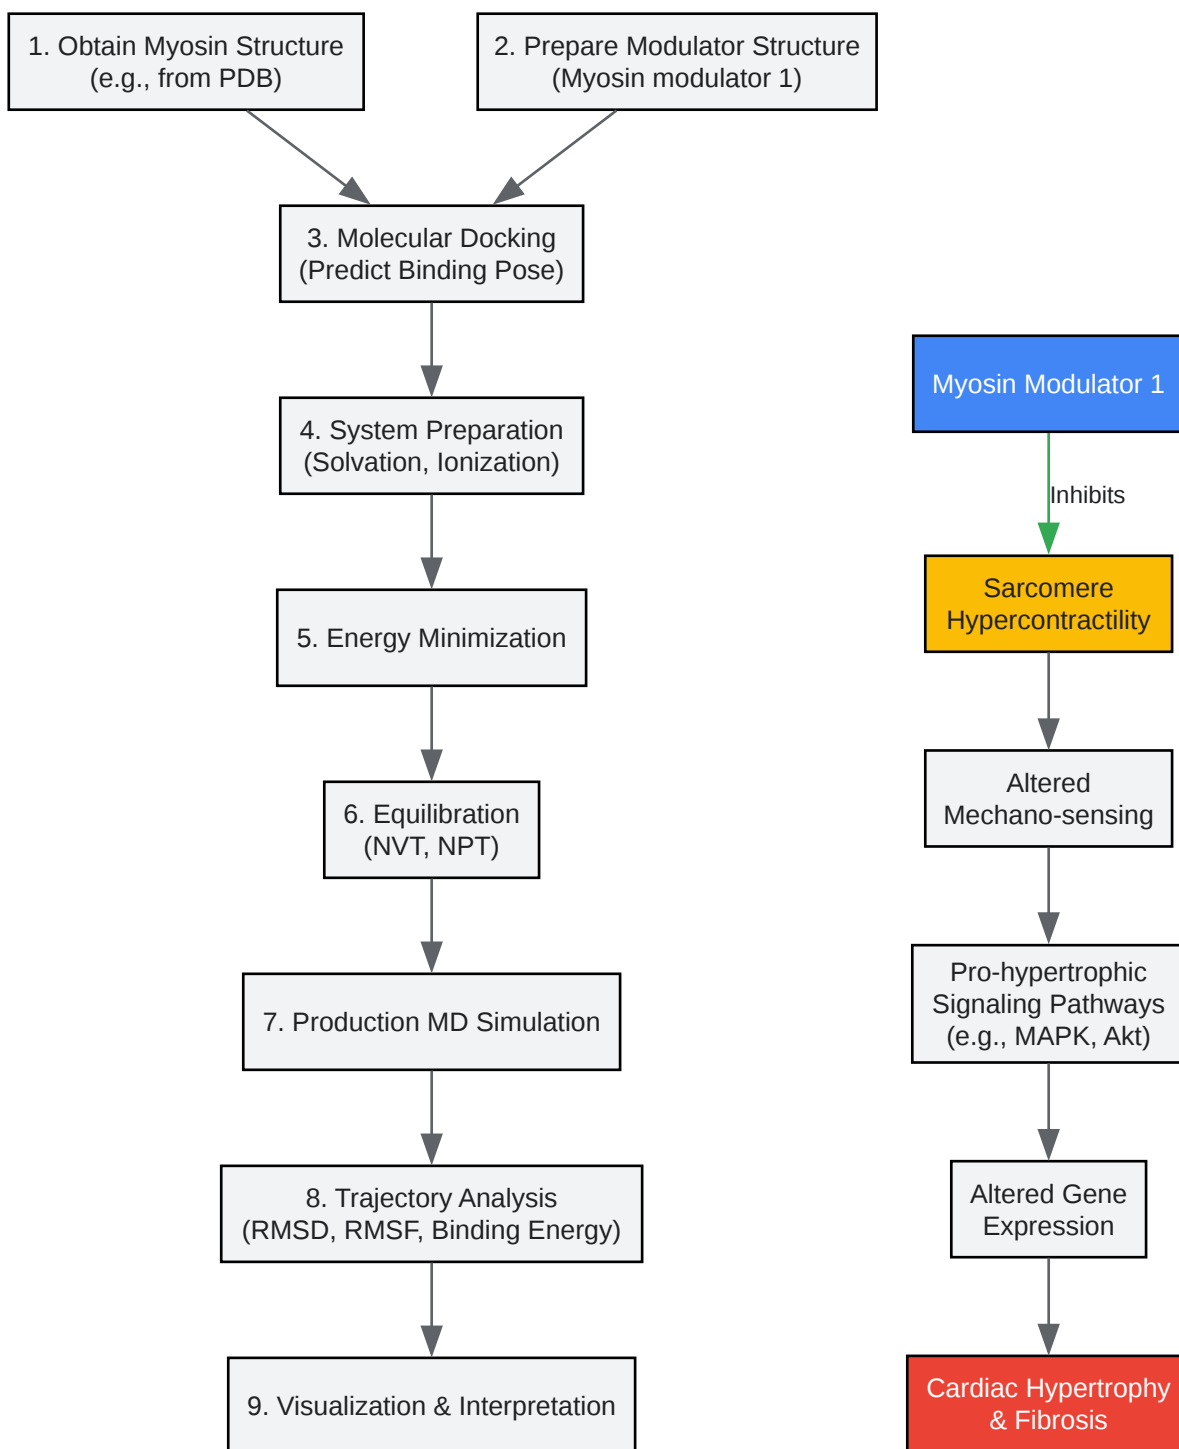 1. Obtain Myosin Structure
(e.g., from PDB)
2. Prepare Modulator Structure
(Myosin modulator 1)
3. Molecular Docking
(Predict Binding Pose)
4. System Preparation
(Solvation, Ionization)
5. Energy Minimization
6. Equilibration
(NVT, NPT)
7. Production MD Simulation
8. Trajectory Analysis
(RMSD, RMSF, Binding Energy)
9. Visualization & Interpretation
Myosin Modulator 1
Inhibits
Sarcomere
Hypercontractility
Altered
Mechano-sensing
Pro-hypertrophic
Signaling Pathways
(e.g., MAPK, Akt)
Altered Gene
Expression
Cardiac Hypertrophy
& Fibrosis